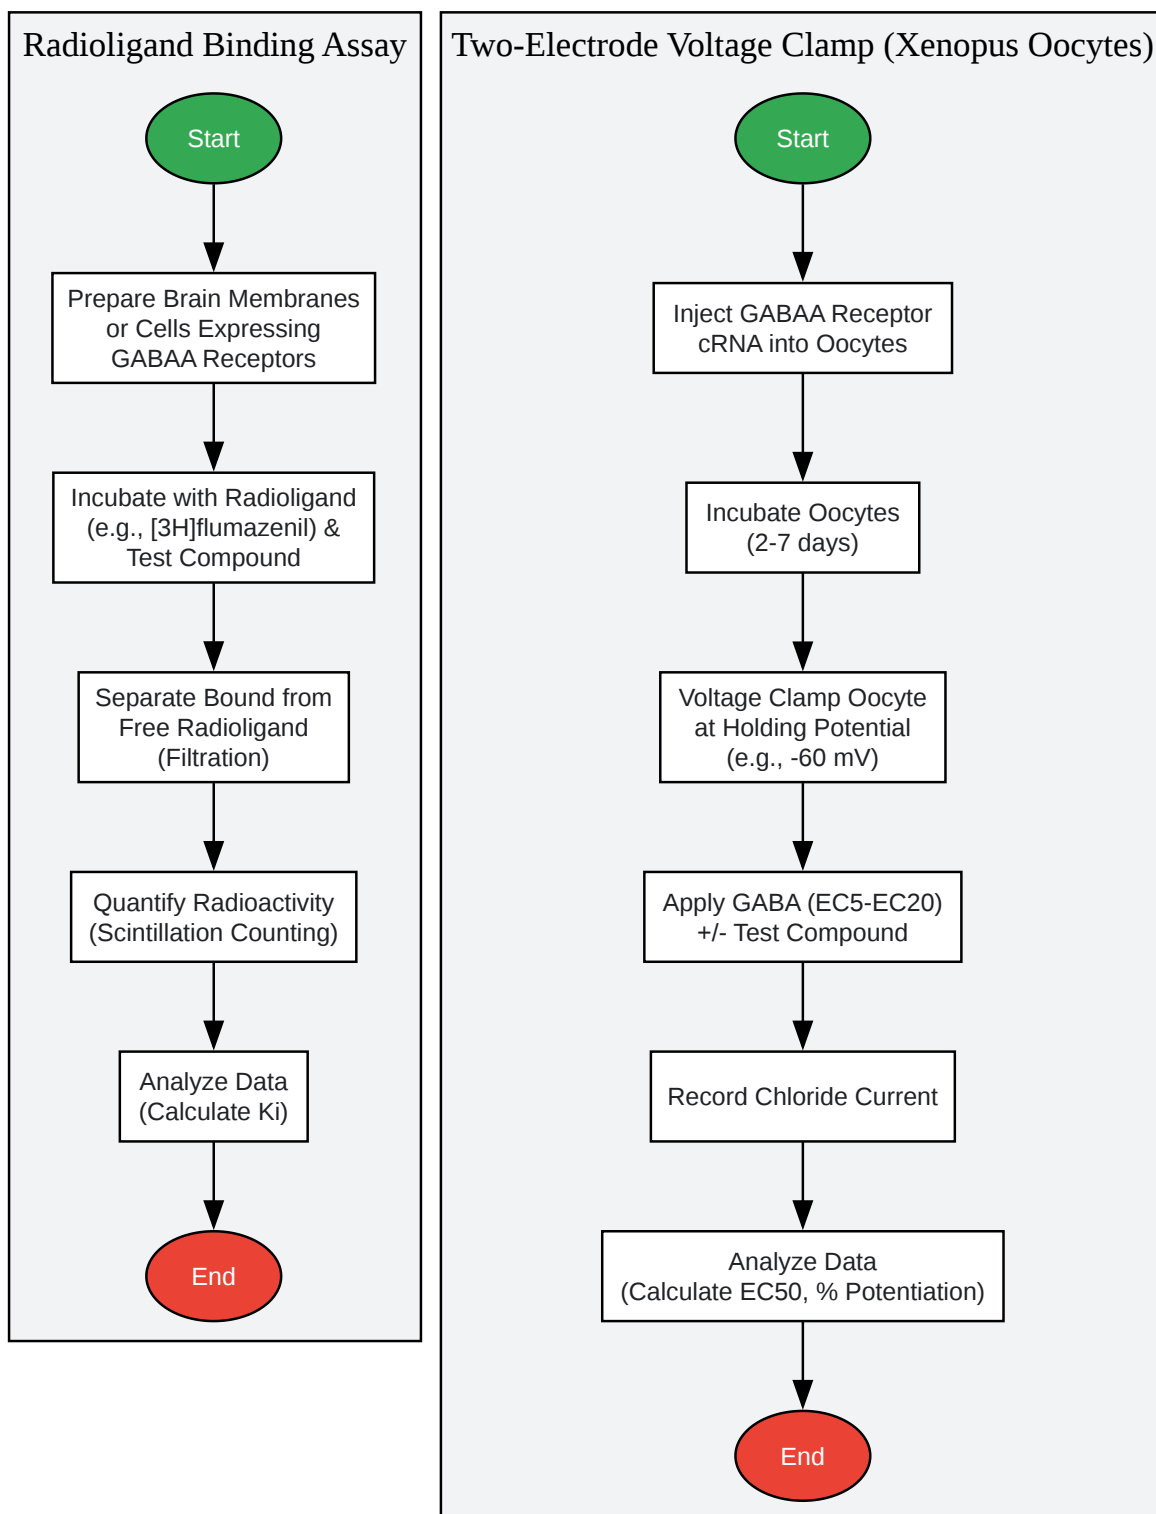 Radioligand Binding Assay
Start
Prepare Brain Membranes
or Cells Expressing
GABAA Receptors
Incubate with Radioligand
(e.g., [3H]flumazenil) &
Test Compound
Separate Bound from
Free Radioligand
(Filtration)
Quantify Radioactivity
(Scintillation Counting)
Analyze Data
(Calculate Ki)
End
Two-Electrode Voltage Clamp (Xenopus Oocytes)
Start
Inject GABAA Receptor
cRNA into Oocytes
Incubate Oocytes
(2-7 days)
Voltage Clamp Oocyte
at Holding Potential
(e.g., -60 mV)
Apply GABA (EC5-EC20)
+/- Test Compound
Record Chloride Current
Analyze Data
(Calculate EC50, % Potentiation)
End